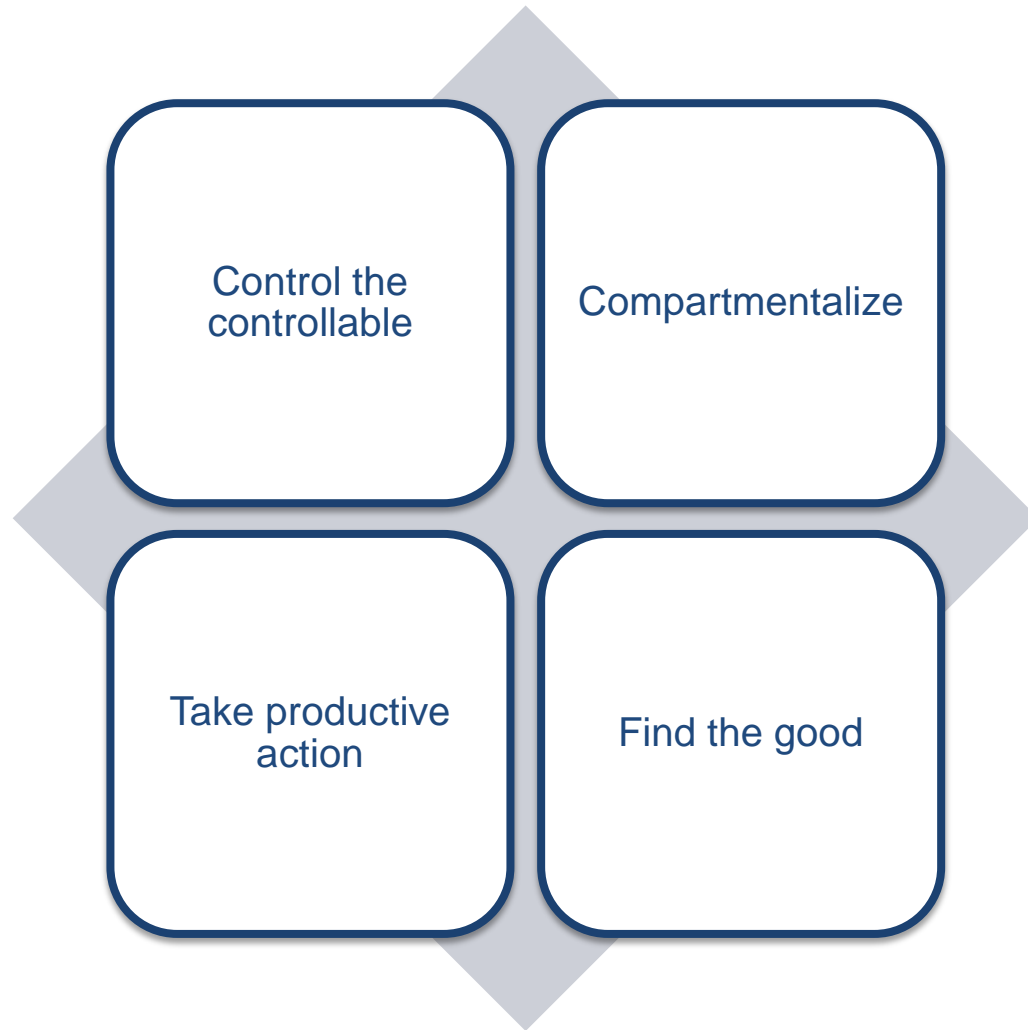 Control the
controllable
Compartmentalize
Take productive
action
Find the good